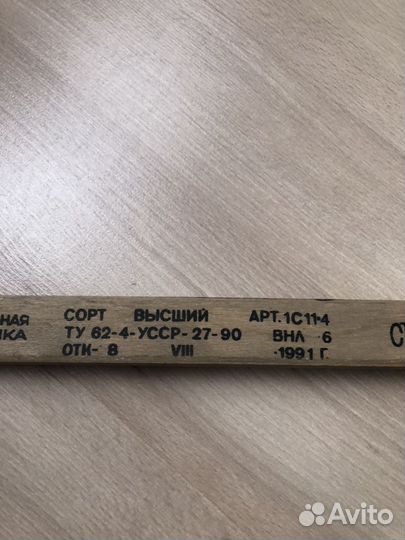 НАЯ СОРТ ВЫСШИЙ АРТ. 1С11-4
КА ТУ 62-4-УССР-27-90 ВНЛ 6
ОТК- 8 VIII 1991 Г.
Avito